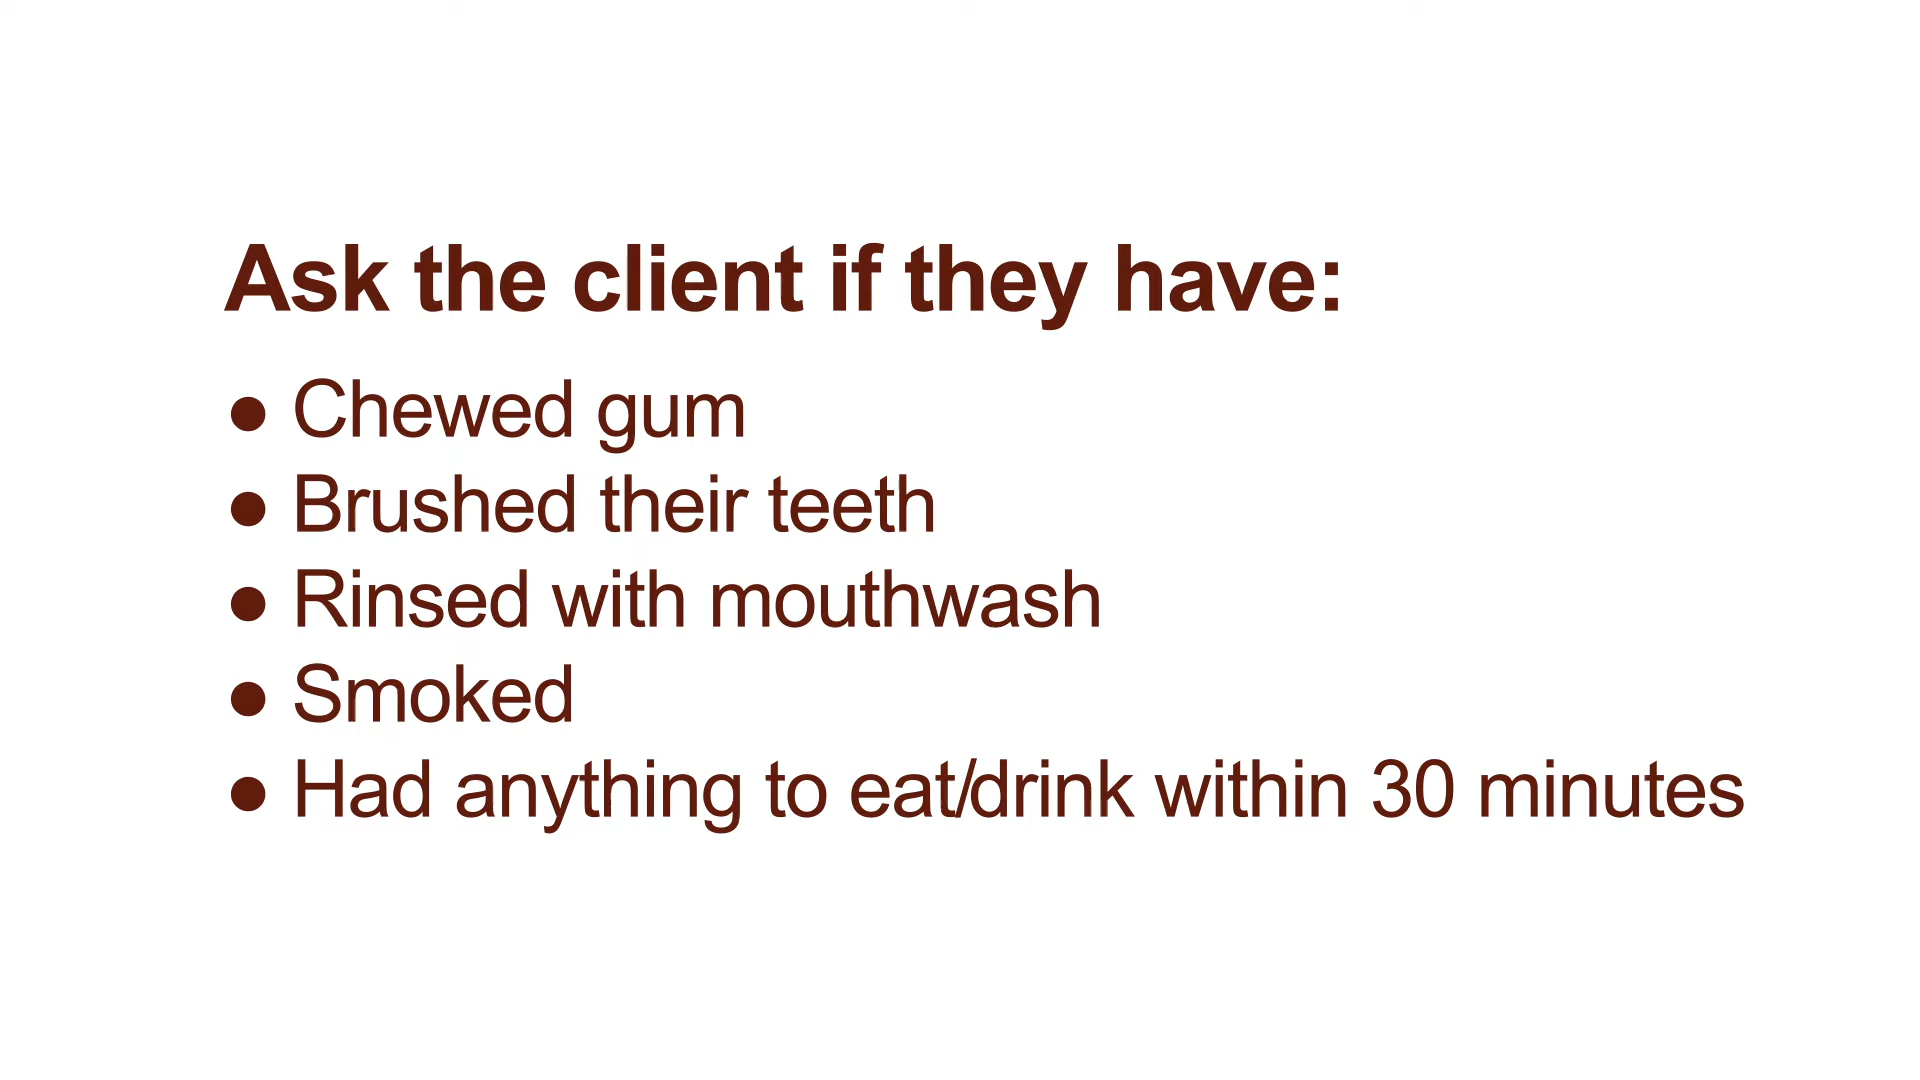 Ask the client if they have:
● Chewed gum
● Brushed their teeth
● Rinsed with mouthwash
● Smoked
● Had anything to eat/drink within 30 minutes